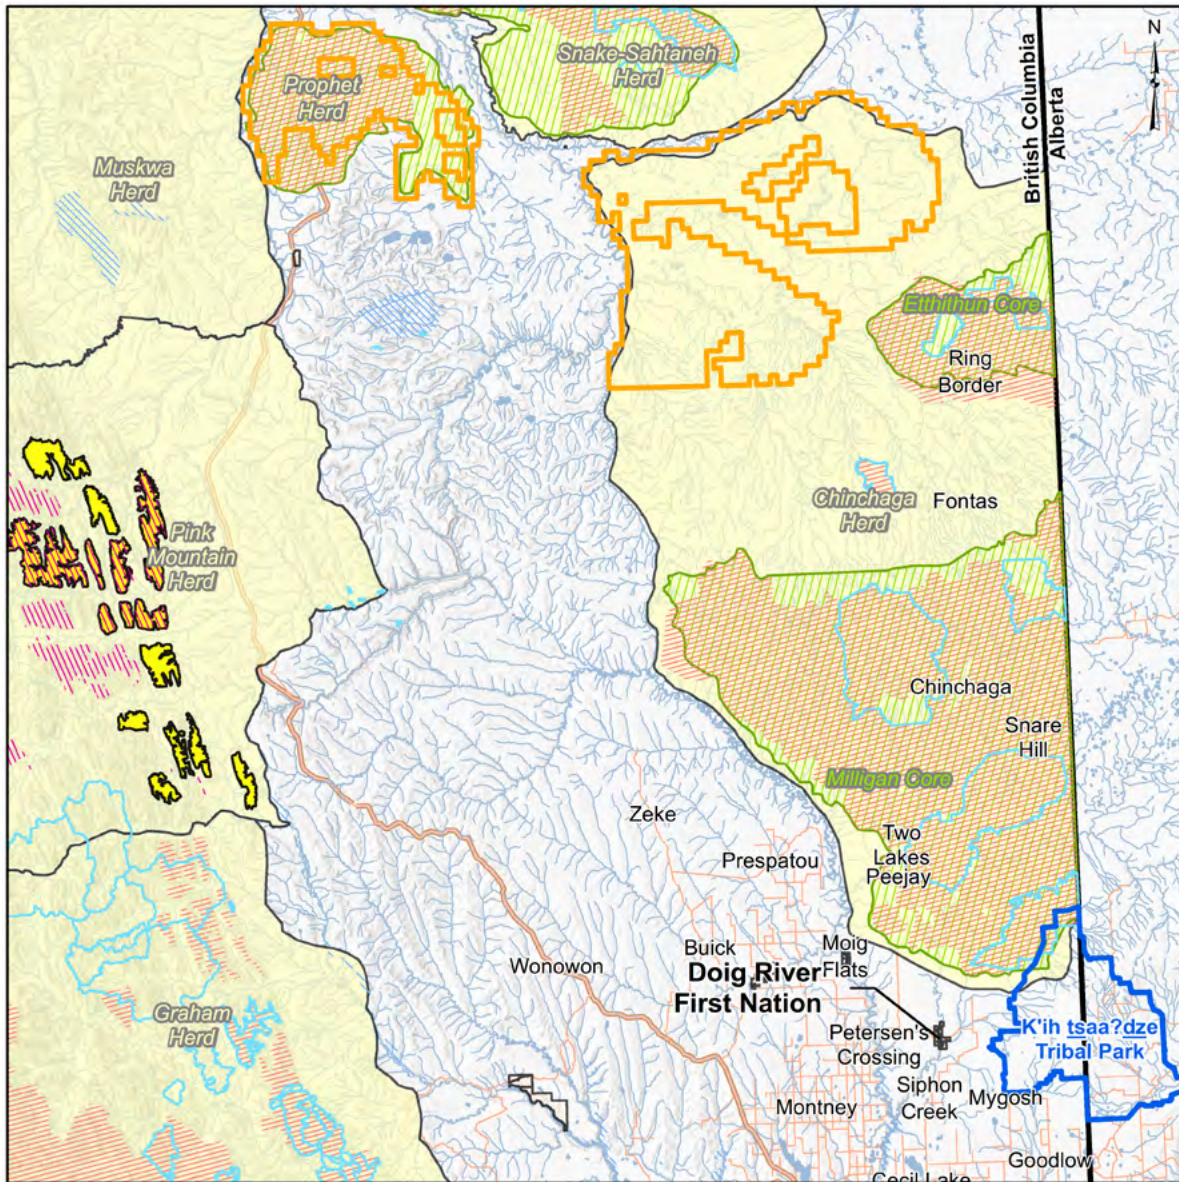 N
British Columbia
Alberta
Snake-Sahtaneh
Herd
Prophet
Herd
Muskwa
Herd
Etthithun Core
Ring
Border
Chinchaga
Herd
Fontas
Pink
Mountain
Herd
Chinchaga
Snare
Hill
Milligan Core
Zeke
Two
Lakes
Prespatou
Peejay
Buick
Moig
Flats
Wonowon
Doig River
First Nation
Graham
Herd
Petersen's
Crossing
K'ih tsaa?dze
Tribal Park
Siphon
Creek
Mygosh
Montney
Goodlow
Cecil Lake